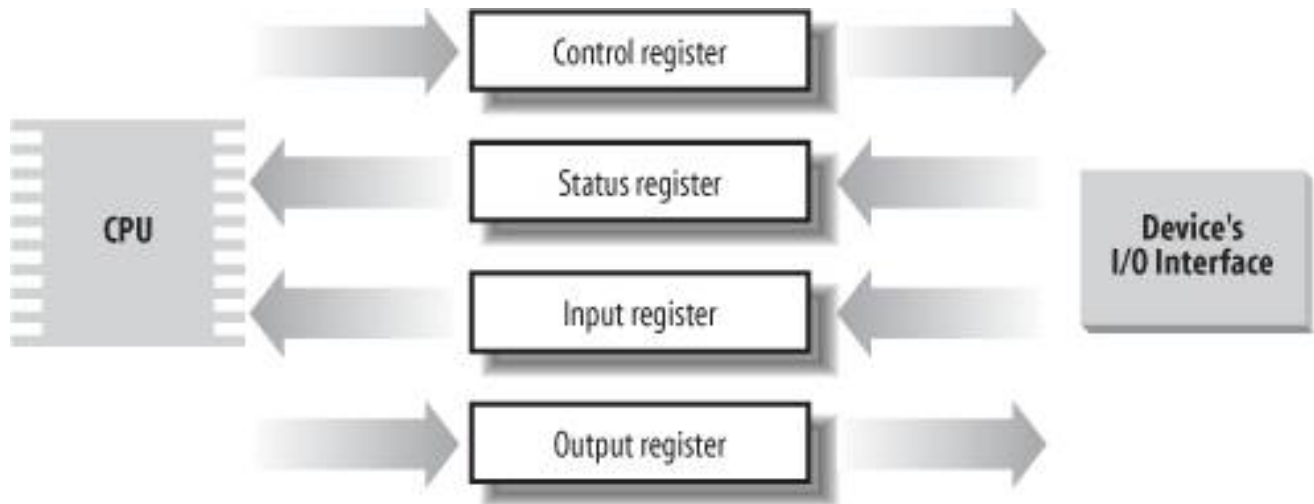 Control register
Status register
CPU
Device's
I/O Interface
Input register
Output register